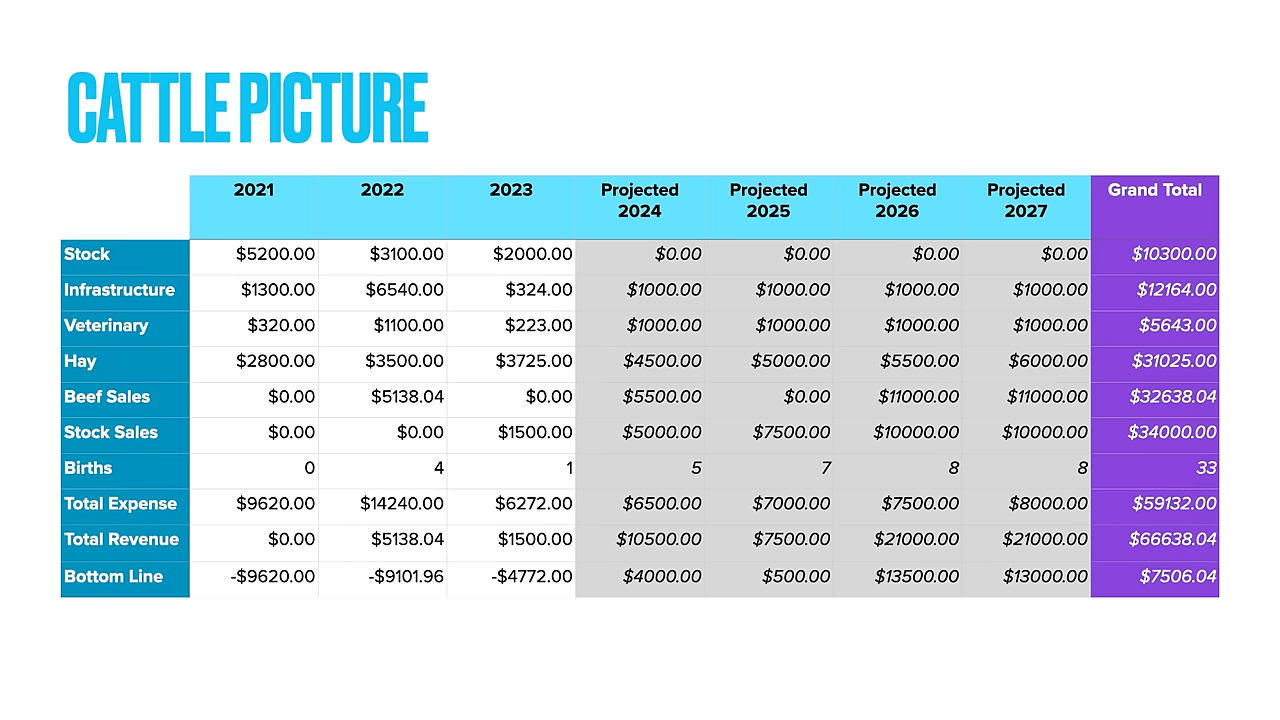 CATTLE PICTURE
2021 2022 2023 Projected 2024 Projected 2025 Projected 2026 Projected 2027 Grand Total
Stock $5200.00 $3100.00 $2000.00 $0.00 $0.00 $0.00 $0.00 $10300.00
Infrastructure $1300.00 $6540.00 $324.00 $1000.00 $1000.00 $1000.00 $1000.00 $12164.00
Veterinary $320.00 $1100.00 $223.00 $1000.00 $1000.00 $1000.00 $1000.00 $5643.00
Hay $2800.00 $3500.00 $3725.00 $4500.00 $5000.00 $5500.00 $6000.00 $31025.00
Beef Sales $0.00 $5138.04 $0.00 $5500.00 $0.00 $11000.00 $11000.00 $32638.04
Stock Sales $0.00 $0.00 $1500.00 $5000.00 $7500.00 $10000.00 $10000.00 $34000.00
Births 0 4 1 5 7 8 8 33
Total Expense $9620.00 $14240.00 $6272.00 $6500.00 $7000.00 $7500.00 $8000.00 $59132.00
Total Revenue $0.00 $5138.04 $1500.00 $10500.00 $7500.00 $21000.00 $21000.00 $66638.04
Bottom Line -$9620.00 -$9101.96 -$4772.00 $4000.00 $500.00 $13500.00 $13000.00 $7506.04